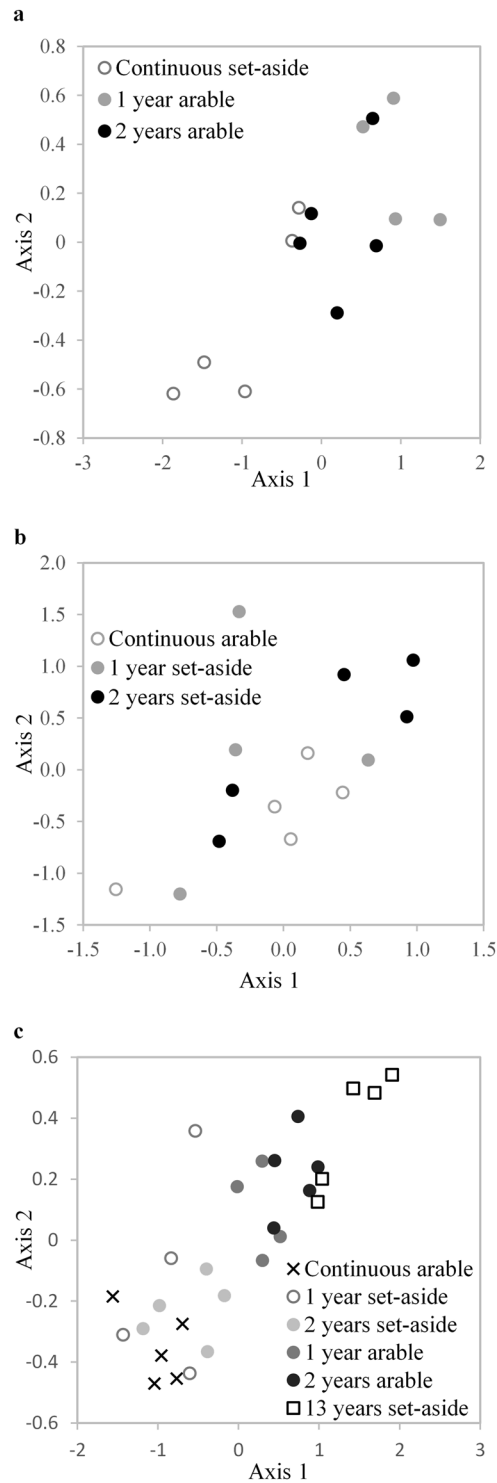 a
0.8
Continuous set-aside
0.6
1 year arable
2 years arable
0.4
0.2
Axis 2
0
-0.2
-0.4
-0.6
-0.8
-3 -2 -1 0 1 2
Axis 1
b
2.0
1.5
Continuous arable
1 year set-aside
1.0
2 years set-aside
0.5
Axis 2
0.0
-0.5
-1.0
-1.5
-1.5 -1.0 -0.5 0.0 0.5 1.0 1.5
Axis 1
c
0.6
0.4
0.2
Axis 2
0
Continuous arable
-0.2
1 year set-aside
2 years set-aside
1 year arable
-0.4
2 years arable
13 years set-aside
-0.6
-2 -1 0 1 2 3
Axis 1